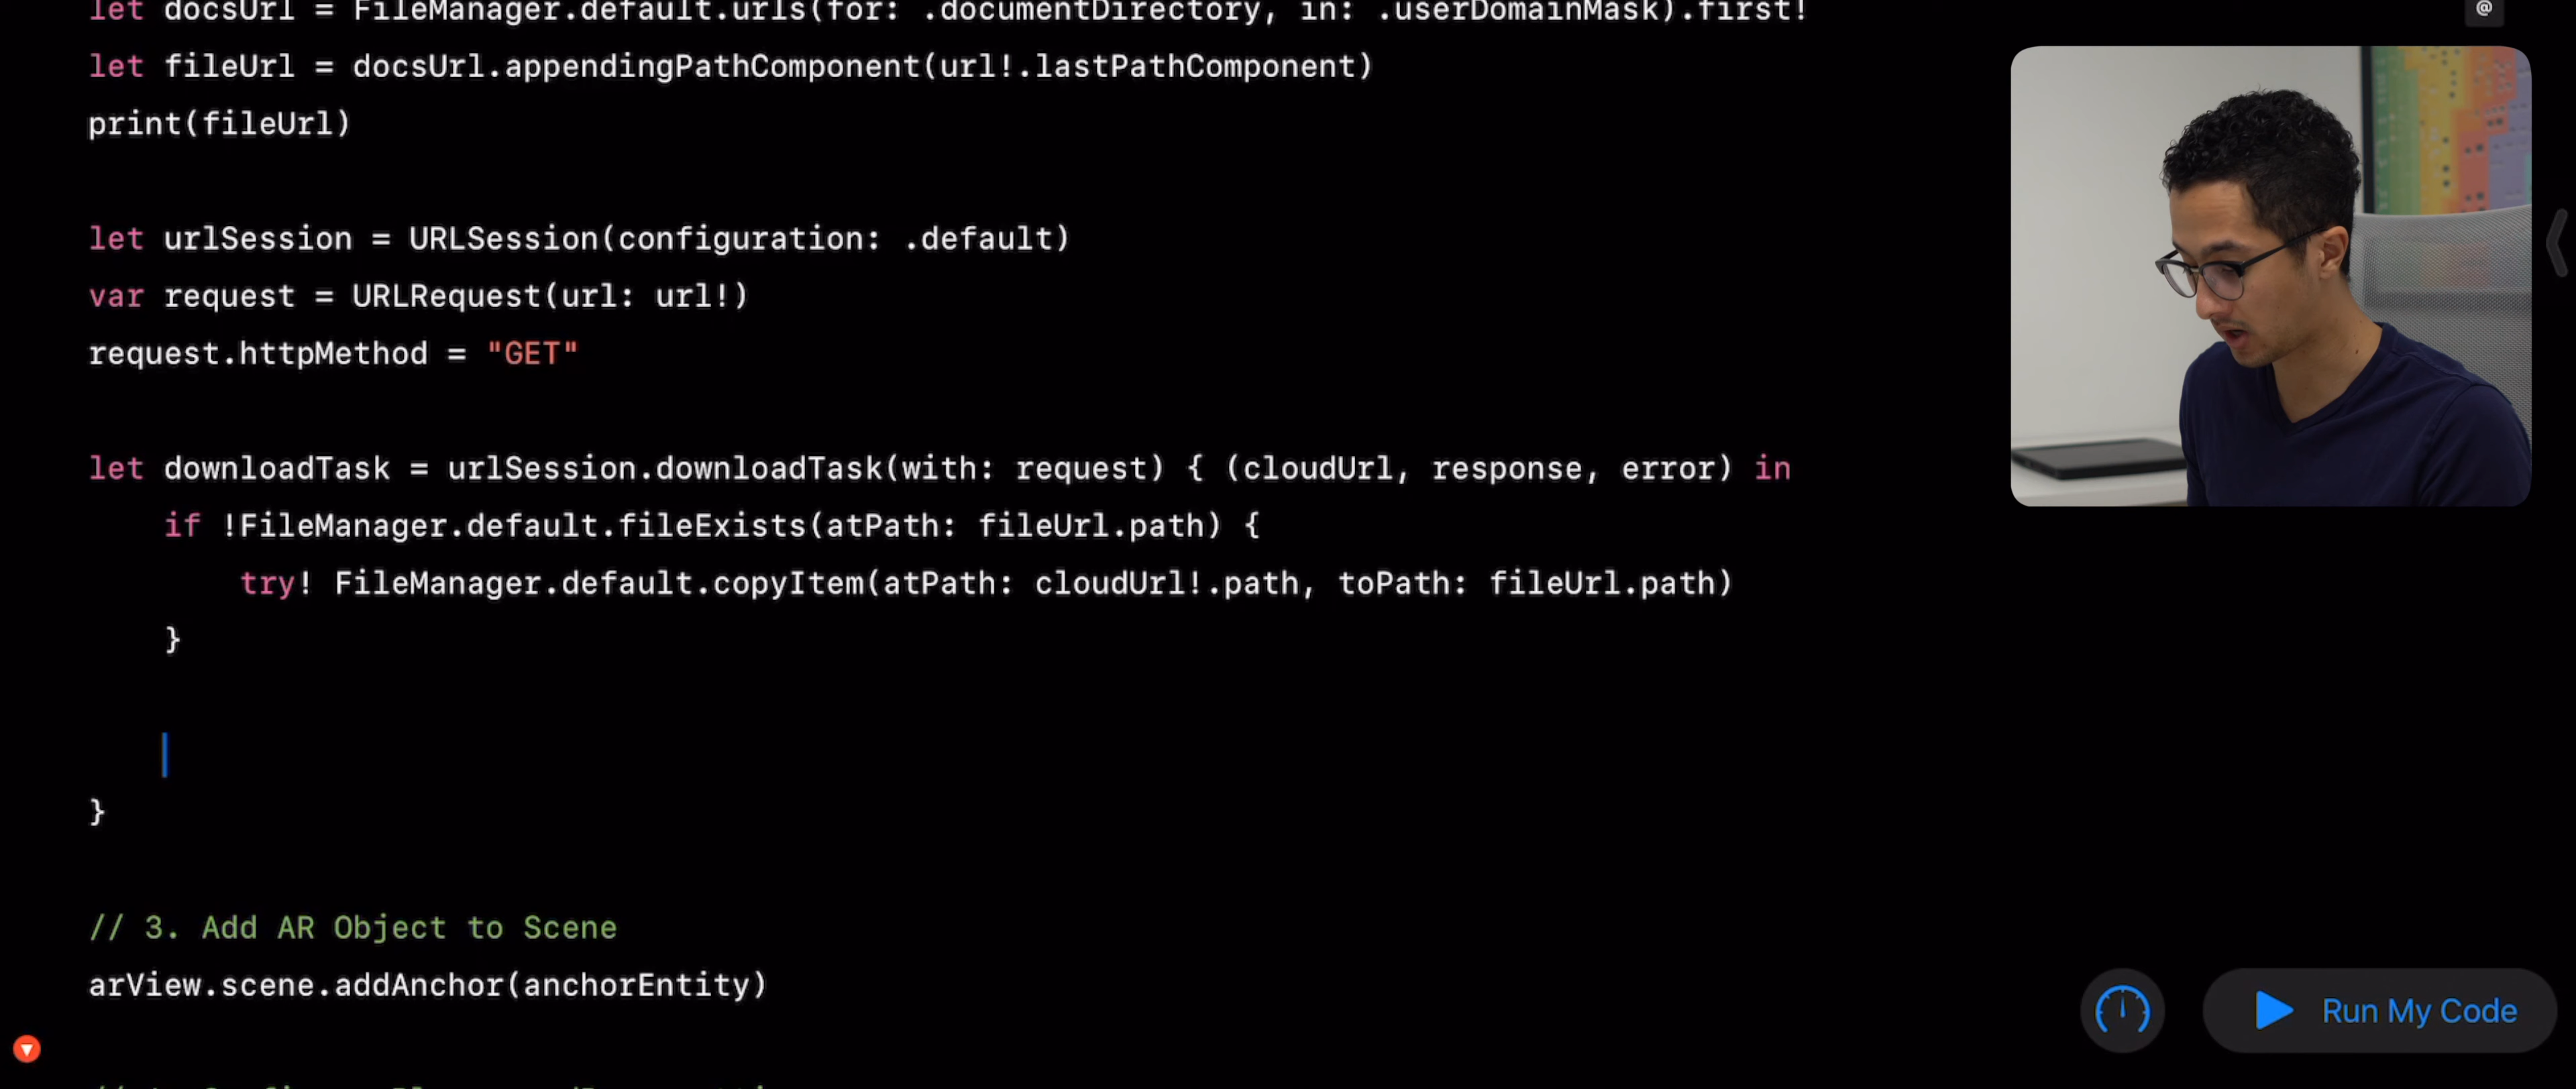 let docsUrl = FileManager.default.urls(for: .documentDirectory, in: .userDomainMask).first!
@
let fileUrl = docsUrl.appendingPathComponent(url!.lastPathComponent)
print(fileUrl)
let urlSession = URLSession(configuration: .default)
var request = URLRequest(url: url!)
request.httpMethod = "GET"
let downloadTask = urlSession.downloadTask(with: request) { (cloudUrl, response, error) in
if !FileManager.default.fileExists(atPath: fileUrl.path) {
try! FileManager.default.copyItem(atPath: cloudUrl!.path, toPath: fileUrl.path)
}
}
// 3. Add AR Object to Scene
arView.scene.addAnchor(anchorEntity)
Run My Code